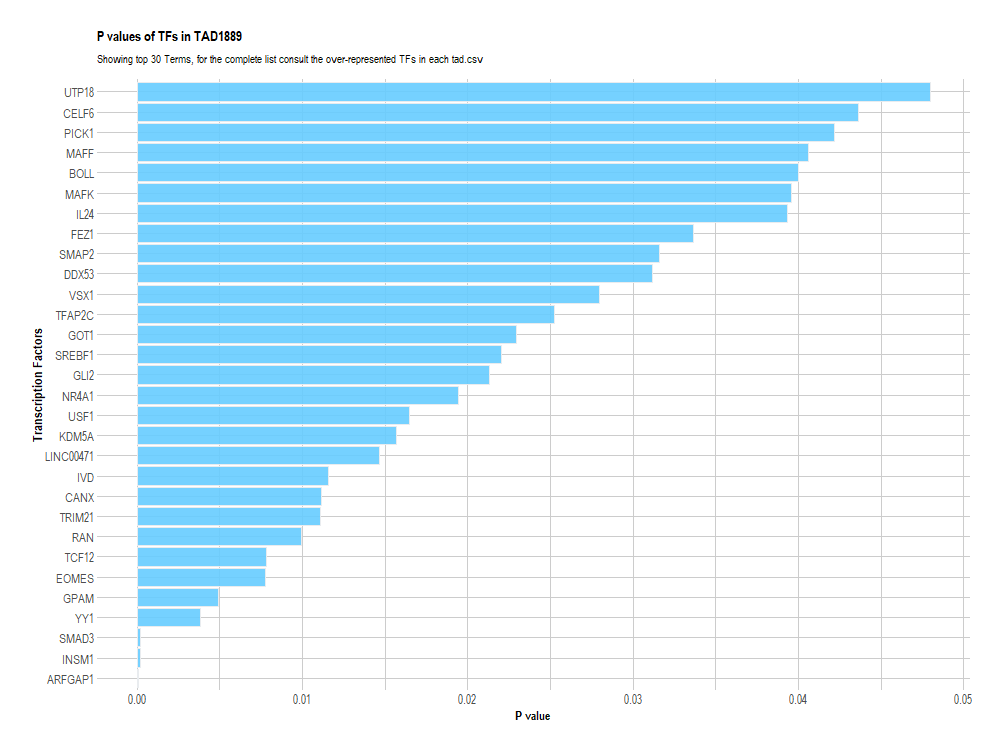 P values of TFs in TAD1889
Showing top 30 Terms, for the complete list consult the over-represented TFs in each tad.csv
Transcription Factors
UTP18
CELF6
PICK1
MAFF
BOLL
MAFK
IL24
FEZ1
SMAP2
DDX53
VSX1
TFAP2C
GOT1
SREBF1
GLI2
NR4A1
USF1
KDM5A
LINC00471
IVD
CANX
TRIM21
RAN
TCF12
EOMES
GPAM
YY1
SMAD3
INSM1
ARFGAP1
0.00 0.01 0.02 0.03 0.04 0.05
P value